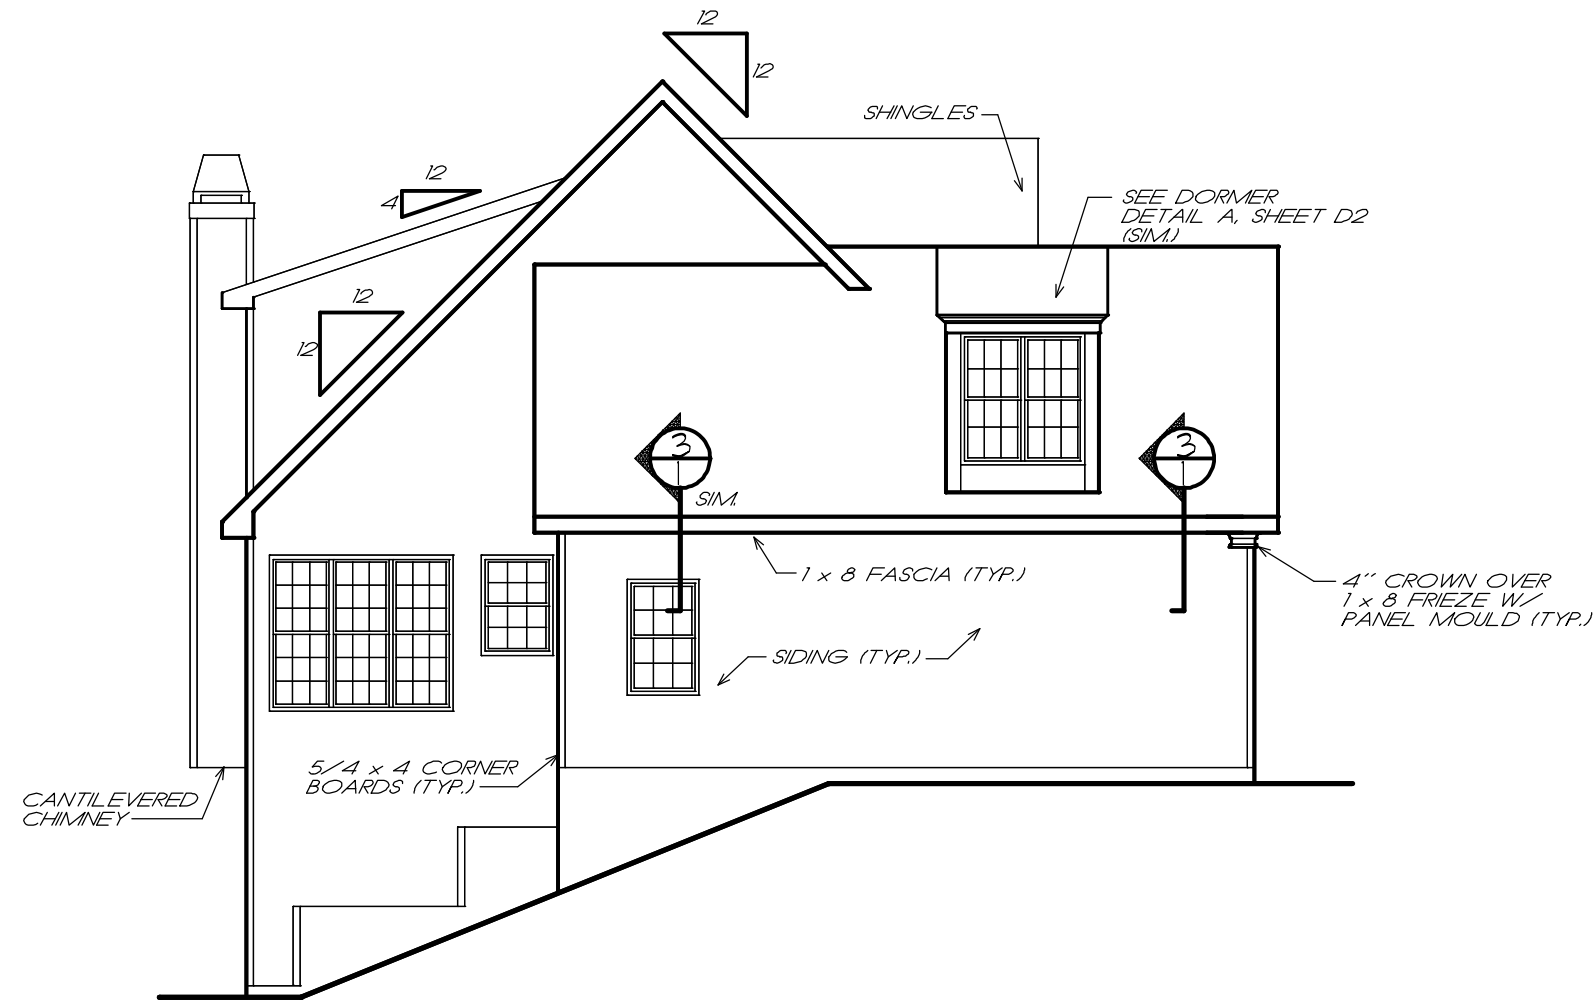 12
12
SHINGLES
12
4
SEE DORMER
DETAIL A, SHEET D2
(SIM.)
12
12
3
3
SIM.
1 x 8 FASCIA (TYP.)
4" CROWN OVER
1 x 8 FRIEZE W/
PANEL MOULD (TYP.)
SIDING (TYP.)
5/4 x 4 CORNER
BOARDS (TYP.)
CANTILEVERED
CHIMNEY